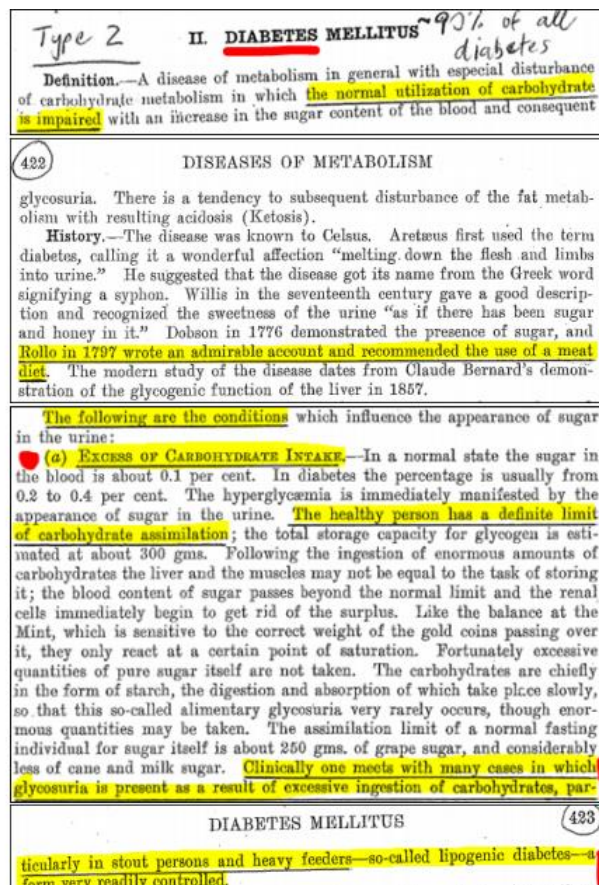 Type 2
~90% of all
diabetes
II. DIABETES MELLITUS
Definition.—A disease of metabolism in general with especial disturbance
of carbohydrate metabolism in which the normal utilization of carbohydrate
is impaired with an increase in the sugar content of the blood and consequent
422
DISEASES OF METABOLISM
glycosuria. There is a tendency to subsequent disturbance of the fat metab-
olism with resulting acidosis (Ketosis).
History.—The disease was known to Celsus. Aretæus first used the term
diabetes, calling it a wonderful affection “melting down the flesh and limbs
into urine.” He suggested that the disease got its name from the Greek word
signifying a syphon. Willis in the seventeenth century gave a good descrip-
tion and recognized the sweetness of the urine “as if there has been sugar
and honey in it.” Dobson in 1776 demonstrated the presence of sugar, and
Rollo in 1797 wrote an admirable account and recommended the use of a meat
diet. The modern study of the disease dates from Claude Bernard's demon-
stration of the glycogenic function of the liver in 1857.
The following are the conditions which influence the appearance of sugar
in the urine:
(a) EXCESS OF CARBOHYDRATE INTAKE.—In a normal state the sugar in
the blood is about 0.1 per cent. In diabetes the percentage is usually from
0.2 to 0.4 per cent. The hyperglycæmia is immediately manifested by the
appearance of sugar in the urine. The healthy person has a definite limit
of carbohydrate assimilation; the total storage capacity for glycogen is esti-
mated at about 300 gms. Following the ingestion of enormous amounts of
carbohydrates the liver and the muscles may not be equal to the task of storing
it; the blood content of sugar passes beyond the normal limit and the renal
cells immediately begin to get rid of the surplus. Like the balance at the
Mint, which is sensitive to the correct weight of the gold coins passing over
it, they only react at a certain point of saturation. Fortunately excessive
quantities of pure sugar itself are not taken. The carbohydrates are chiefly
in the form of starch, the digestion and absorption of which take place slowly,
so that this so-called alimentary glycosuria very rarely occurs, though enor-
mous quantities may be taken. The assimilation limit of a normal fasting
individual for sugar itself is about 250 gms. of grape sugar, and considerably
less of cane and milk sugar. Clinically one meets with many cases in which
glycosuria is present as a result of excessive ingestion of carbohydrates, par-
DIABETES MELLITUS
423
ticularly in stout persons and heavy feeders—so-called lipogenic diabetes—a
form very readily controlled.